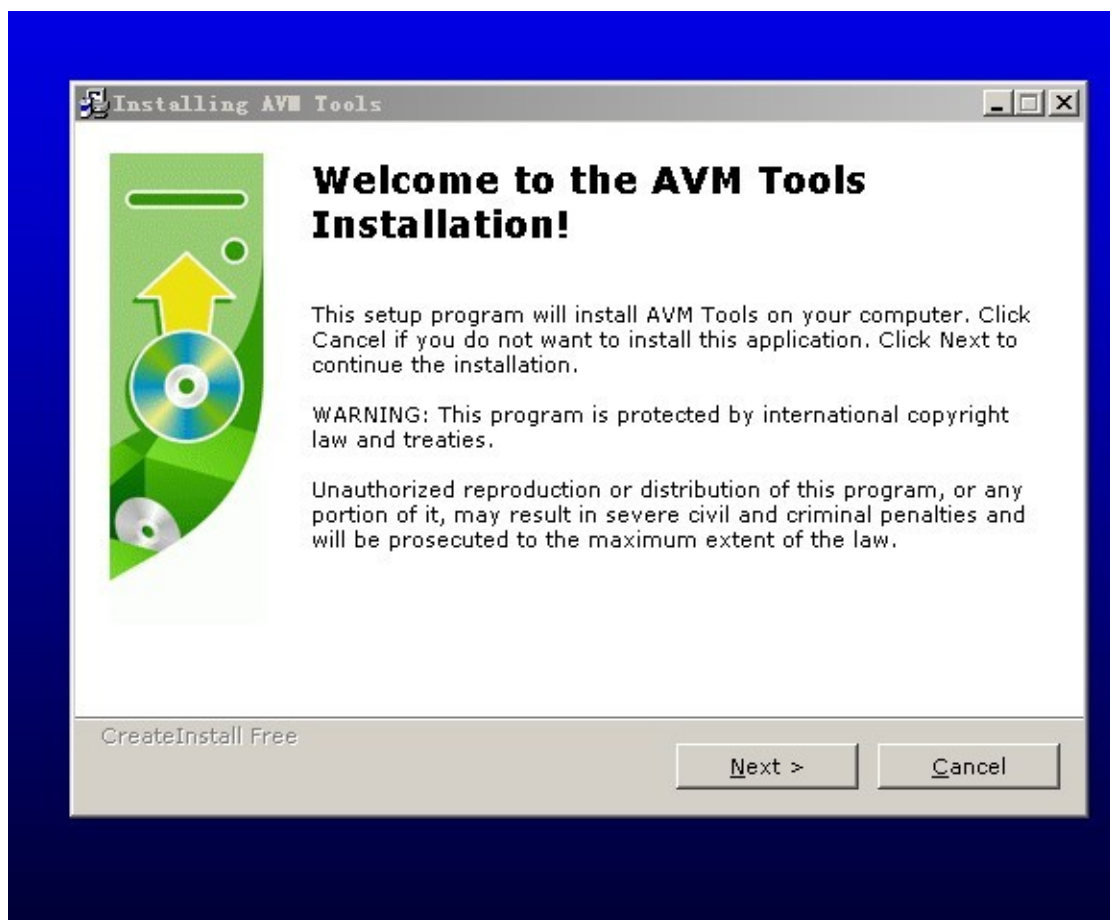 Installing AVM Tools
Welcome to the AVM Tools
Installation!
This setup program will install AVM Tools on your computer. Click
Cancel if you do not want to install this application. Click Next to
continue the installation.
WARNING: This program is protected by international copyright
law and treaties.
Unauthorized reproduction or distribution of this program, or any
portion of it, may result in severe civil and criminal penalties and
will be prosecuted to the maximum extent of the law.
CreateInstall Free
Next >
Cancel